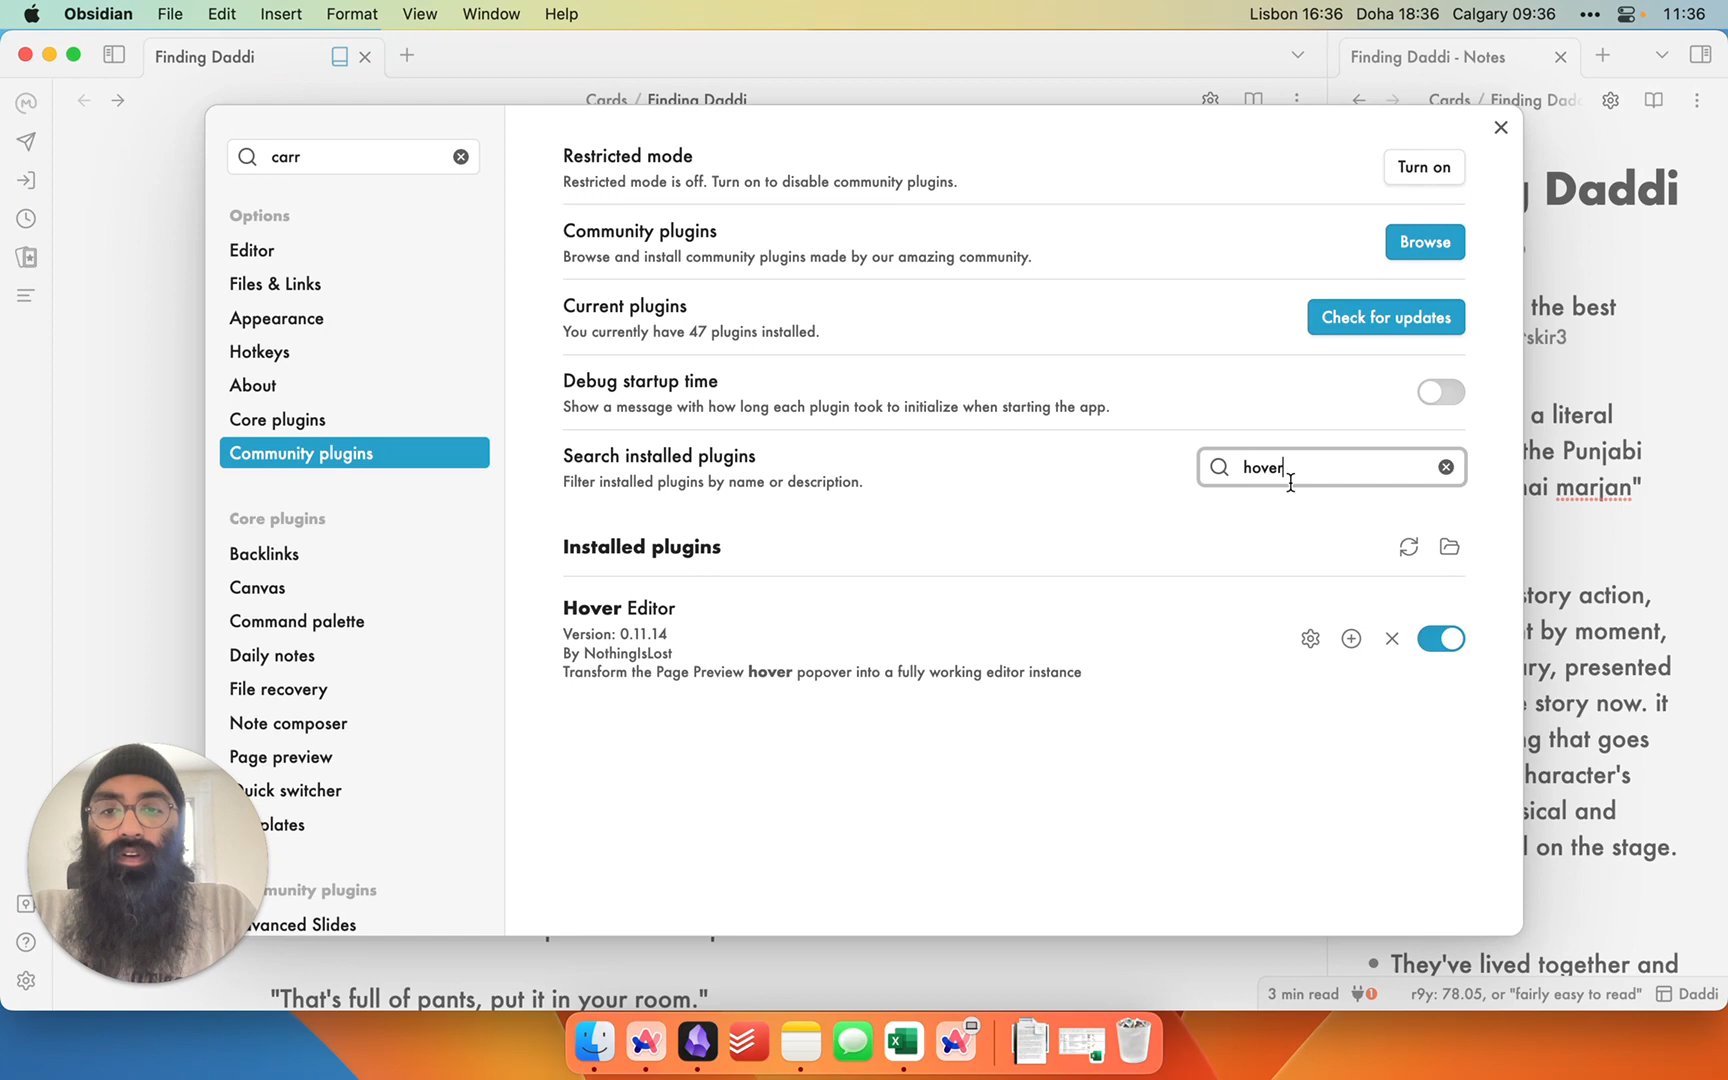 Obsidian File Edit Insert Format View Window Help
Lisbon 16:36 Doha 18:36 Calgary 09:36 11:36
Finding Daddi
Finding Daddi - Notes
Cards / Finding Daddi
Cards / Finding Dad
carr
Options
Editor
Files & Links
Appearance
Hotkeys
About
Core plugins
Community plugins
Core plugins
Backlinks
Canvas
Command palette
Daily notes
File recovery
Note composer
Page preview
Quick switcher
plates
munity plugins
vanced Slides
Restricted mode
Restricted mode is off. Turn on to disable community plugins.
Turn on
Community plugins
Browse and install community plugins made by our amazing community.
Browse
Current plugins
You currently have 47 plugins installed.
Check for updates
Debug startup time
Show a message with how long each plugin took to initialize when starting the app.
Search installed plugins
Filter installed plugins by name or description.
hover
Installed plugins
Hover Editor
Version: 0.11.14
By NothingIsLost
Transform the Page Preview hover popover into a fully working editor instance
Daddi
the best
skir3
a literal
the Punjabi
nai marjan"
story action,
t by moment,
ry, presented
story now. it
ng that goes
haracter's
sical and
on the stage.
They've lived together and
"That's full of pants, put it in your room."
3 min read
1
r9y: 78.05, or "fairly easy to read"
Daddi